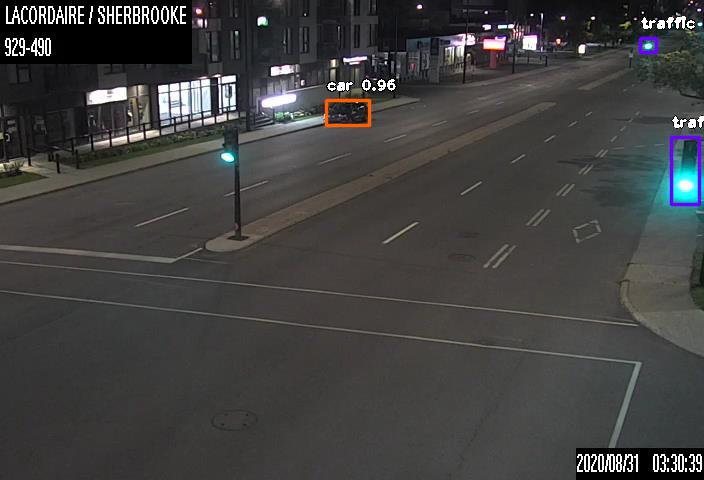 LACORDAIRE / SHERBROOKE
929-490
traffic
car 0.96
traf
2020/08/31 03:30:39